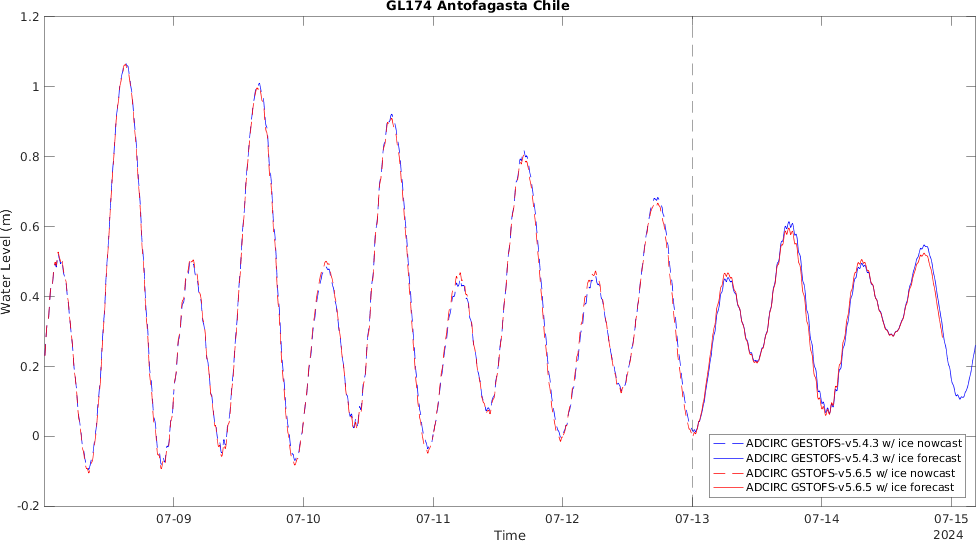 GL174 Antofagasta Chile
1.2
1
0.8
0.6
0.4
0.2
0
-0.2
Water Level (m)
07-09
07-10
07-11
07-12
07-13
07-14
07-15
Time
2024
ADCIRC GESTOFS-v5.4.3 w/ ice nowcast
ADCIRC GESTOFS-v5.4.3 w/ ice forecast
ADCIRC GSTOFS-v5.6.5 w/ ice nowcast
ADCIRC GSTOFS-v5.6.5 w/ ice forecast